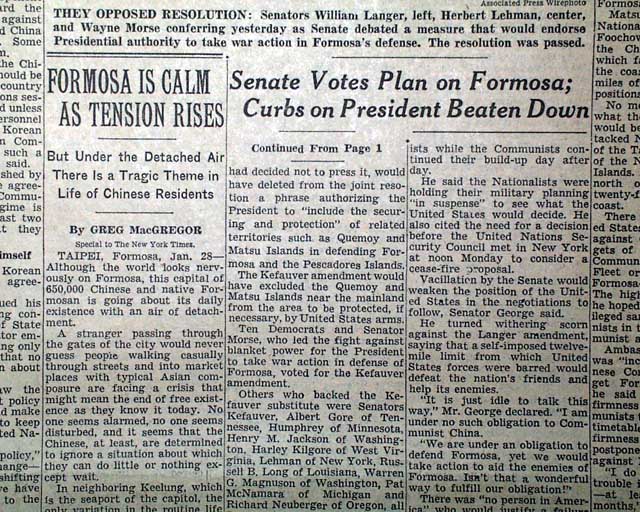 Associated Press Wirephoto
THEY OPPOSED RESOLUTION: Senators William Langer, left, Herbert Lehman, center,
and Wayne Morse conferring yesterday as Senate debated a measure that would endorse
Presidential authority to take war action in Formosa's defense. The resolution was passed.
FORMOSA IS CALM
AS TENSION RISES
But Under the Detached Air
There Is a Tragic Theme in
Life of Chinese Residents
By GREG MacGREGOR
Special to The New York Times.
TAIPEI, Formosa, Jan. 28—
Although the world looks nerv-
ously on Formosa, this capital of
650,000 Chinese and native For-
mosan is going about its daily
existence with an air of detach-
ment.
A stranger passing through
the gates of the city would never
guess people walking casually
through streets and into market
places with typical Asian com-
posure are facing a crisis that
might mean the end of free exist-
ence as they know it today. No
one seems alarmed, no one seems
disturbed, and it seems that the
Chinese, at least, are determined
to ignore a situation about which
they can do little or nothing ex-
cept wait.
In neighboring Keelung, which
is the seaport of the capitol, the
only variation in the routine life
Senate Votes Plan on Formosa;
Curbs on President Beaten Down
Continued From Page 1
had decided not to press it, would
have deleted from the joint reso-
lution a phrase authorizing the
President to "include the secur-
ing and protection" of related
territories such as Quemoy and
Matsu Islands in defending For-
mosa and the Pescadores Islands.
The Kefauver amendment would
have excluded the Quemoy and
Matsu Islands near the mainland
from the area to be protected, if
necessary, by United States arms.
Ten Democrats and Senator
Morse, who led the fight against
blanket power for the President
to take war action in defense of
Formosa, voted for the Kefauver
amendment.
Others who backed the Ke-
fauver substitute were Senators
Kefauver, Albert Gore of Ten-
nessee, Humphrey of Minnesota,
Henry M. Jackson of Washing-
ton, Harley Kilgore of West Vir-
ginia, Lehman of New York, Rus-
sell B. Long of Louisiana, Warren
G. Magnuson of Washington, Pat
McNamara of Michigan and
Richard Neuberger of Oregon, all
ists while the Communists con-
tinued their build-up day after
day.
He said the Nationalists were
holding their military planning
"in suspense" to see what the
United States would decide. He
also cited the need for a decision
before the United Nations Se-
curity Council met in New York
at noon Monday to consider a
cease-fire proposal.
Vacillation by the Senate would
weaken the position of the Unit-
ed States in the negotiations to
follow, Senator George said.
He turned withering scorn
against the Langer amendment,
saying that a self-imposed twelve-
mile limit from which United
States forces were barred would
defeat the nation's friends and
help its enemies.
"It is just idle to talk this
way," Mr. George declared. "I am
under no such obligation to Com-
munist China.
"We are under an obligation to
defend Formosa, yet we would
take action to aid the enemies of
Formosa. Isn't that a wonderful
way to fulfill our obligation?"
There was "no person in Amer-
ica" who would justify a failure